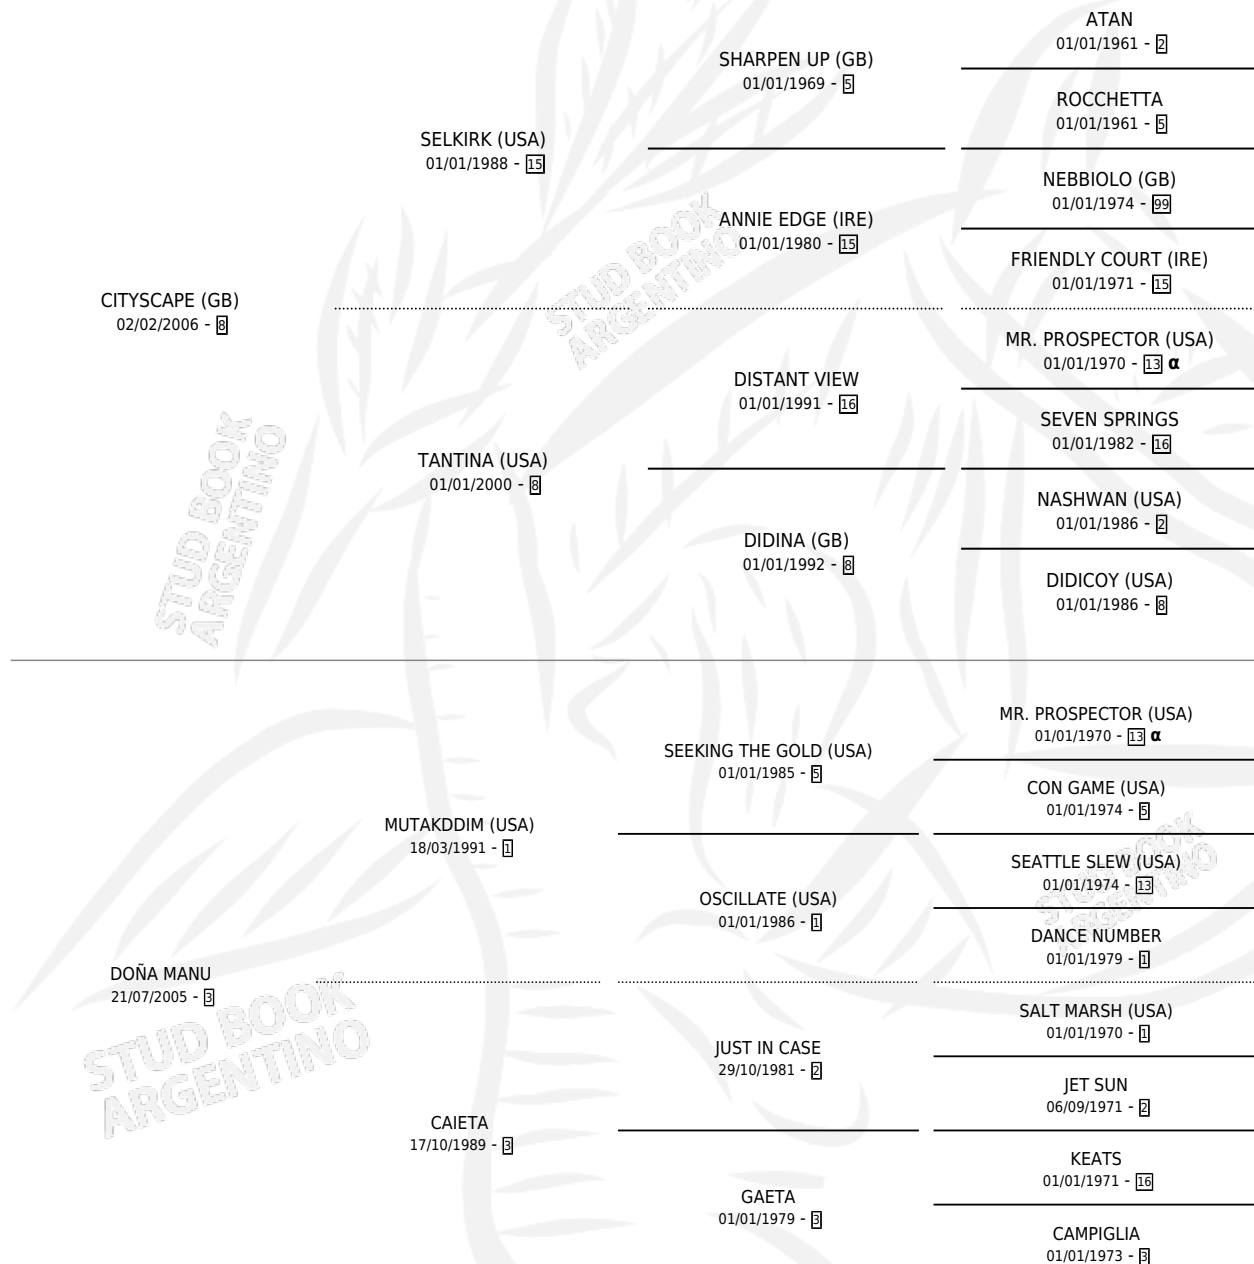 ATAN
01/01/1961 - 2
SHARPEN UP (GB)
01/01/1969 - 5
ROCCHETTA
01/01/1961 - 5
SELKIRK (USA)
01/01/1988 - 15
NEBBIOLO (GB)
01/01/1974 - 99
ANNIE EDGE (IRE)
01/01/1980 - 15
FRIENDLY COURT (IRE)
01/01/1971 - 15
CITYSCAPE (GB)
02/02/2006 - 8
MR. PROSPECTOR (USA)
01/01/1970 - 13 α
DISTANT VIEW
01/01/1991 - 16
SEVEN SPRINGS
01/01/1982 - 16
TANTINA (USA)
01/01/2000 - 8
NASHWAN (USA)
01/01/1986 - 2
DIDINA (GB)
01/01/1992 - 8
DIDICOY (USA)
01/01/1986 - 8
STUD BOOK
ARGENTINO
STUD BOOK
ARGENTINO
MR. PROSPECTOR (USA)
01/01/1970 - 13 α
SEEKING THE GOLD (USA)
01/01/1985 - 5
CON GAME (USA)
01/01/1974 - 5
MUTAKDDIM (USA)
18/03/1991 - 1
SEATTLE SLEW (USA)
01/01/1974 - 13
OSCILLATE (USA)
01/01/1986 - 1
DANCE NUMBER
01/01/1979 - 1
STUD BOOK
ARGENTINO
DOÑA MANU
21/07/2005 - 3
SALT MARSH (USA)
01/01/1970 - 1
JUST IN CASE
29/10/1981 - 2
JET SUN
06/09/1971 - 2
CAIETA
17/10/1989 - 3
KEATS
01/01/1971 - 16
GAETA
01/01/1979 - 3
CAMPIGLIA
01/01/1973 - 3
STUD BOOK
ARGENTINO